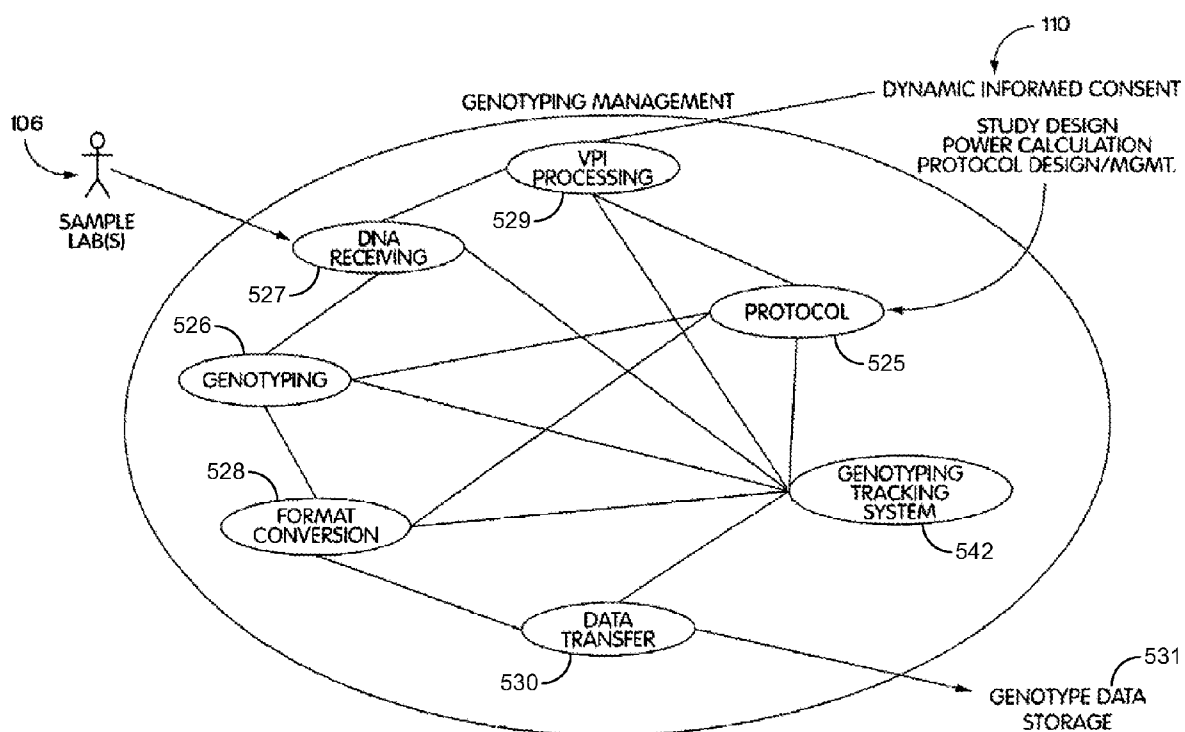 110
DYNAMIC INFORMED CONSENT
GENOTYPING MANAGEMENT
STUDY DESIGN
POWER CALCULATION
PROTOCOL DESIGN/MGMT.
106
SAMPLE
LAB(S)
VPI
PROCESSING
529
DNA
RECEIVING
527
PROTOCOL
525
526
GENOTYPING
528
FORMAT
CONVERSION
GENOTYPING
TRACKING
SYSTEM
542
DATA
TRANSFER
530
531
GENOTYPE DATA
STORAGE